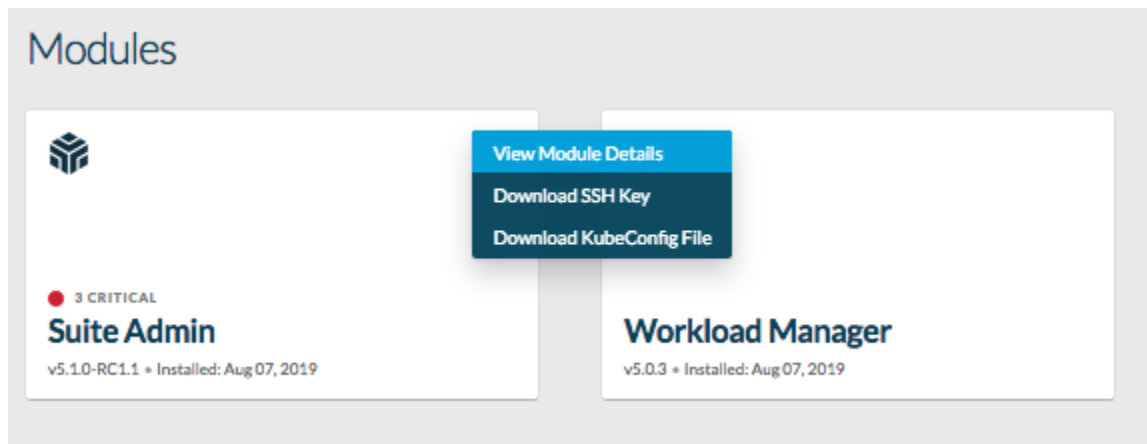 Modules
View Module Details
Download SSH Key
Download KubeConfig File
3 CRITICAL
Suite Admin
v5.1.0-RC1.1 • Installed: Aug 07, 2019
Workload Manager
v5.0.3 • Installed: Aug 07, 2019